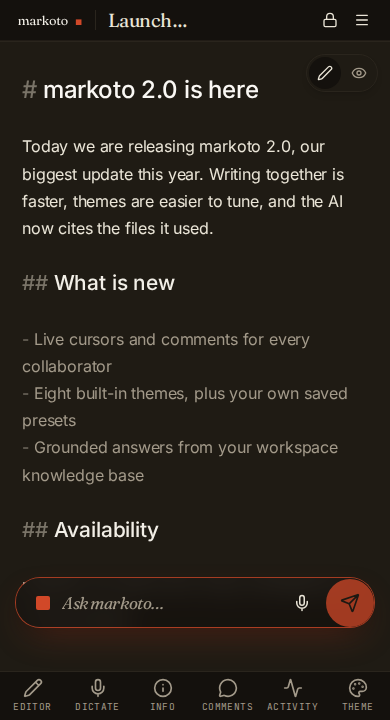 markoto
Launch...
# markoto 2.0 is here
Today we are releasing markoto 2.0, our
biggest update this year. Writing together is
faster, themes are easier to tune, and the AI
now cites the files it used.
## What is new
- Live cursors and comments for every
collaborator
- Eight built-in themes, plus your own saved
presets
- Grounded answers from your workspace
knowledge base
## Availability
Ask markoto...
EDITOR DICTATE INFO COMMENTS ACTIVITY THEME